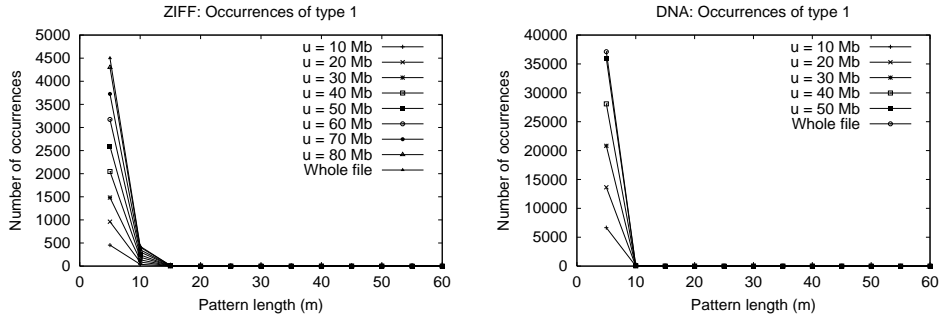 ZIFF: Occurrences of type 1
Number of occurrences
5000
4500
4000
3500
3000
2500
2000
1500
1000
500
0
u = 10 Mb
u = 20 Mb
u = 30 Mb
u = 40 Mb
u = 50 Mb
u = 60 Mb
u = 70 Mb
u = 80 Mb
Whole file
0 10 20 30 40 50 60
Pattern length (m)
DNA: Occurrences of type 1
Number of occurrences
40000
35000
30000
25000
20000
15000
10000
5000
0
u = 10 Mb
u = 20 Mb
u = 30 Mb
u = 40 Mb
u = 50 Mb
Whole file
0 10 20 30 40 50 60
Pattern length (m)